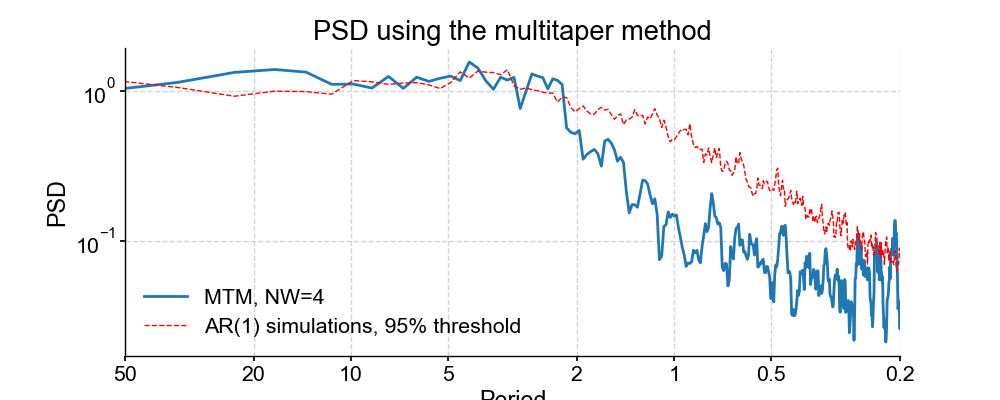 PSD using the multitaper method
PSD
10⁰
10⁻¹
MTM, NW=4
AR(1) simulations, 95% threshold
50 20 10 5 2 1 0.5 0.2
Period